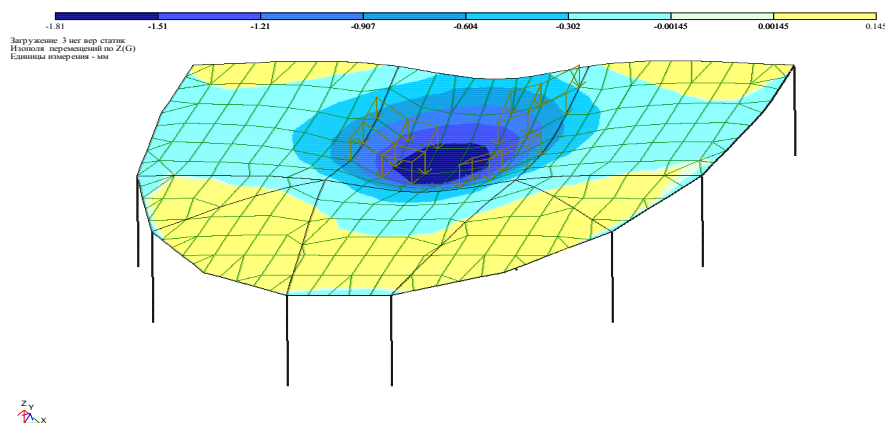 -1.81 -1.51 -1.21 -0.907 -0.604 -0.302 -0.00145 0.00145 0.145
Загружение 3 нег вер статик
Изополя перемещений по Z(G)
Единицы измерения - мм
Z
Y
X